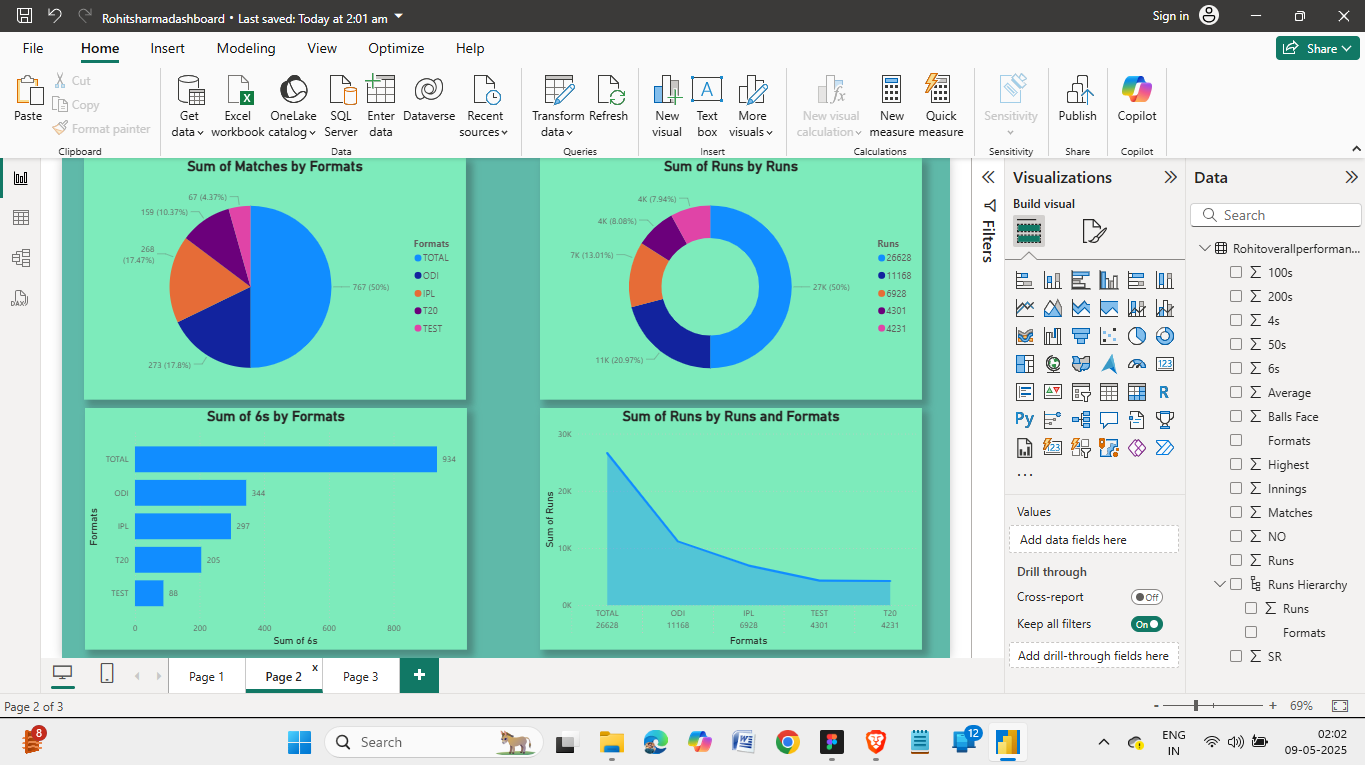 Rohitsharmadashboard • Last saved: Today at 2:01 am
Sign in
File Home Insert Modeling View Optimize Help
Share
Paste
Cut
Copy
Format painter
Clipboard
Get data
Excel workbook
OneLake catalog
SQL Server
Enter data
Dataverse
Recent sources
Data
Transform data
Refresh
Queries
New visual
Text box
More visuals
Insert
New visual calculation
New measure
Quick measure
Calculations
Sensitivity
Sensitivity
Publish
Share
Copilot
Copilot
Sum of Matches by Formats
67 (4.37%)
159 (10.37%)
268
(17.47%)
273 (17.8%)
767 (50%)
Formats
TOTAL
ODI
IPL
T20
TEST
Sum of Runs by Runs
4K (7.94%)
4K (8.08%)
7K (13.01%)
11K (20.97%)
27K (50%)
Runs
26628
11168
6928
4301
4231
Sum of 6s by Formats
Formats
TOTAL 934
ODI 344
IPL 297
T20 205
TEST 88
0 200 400 600 800
Sum of 6s
Sum of Runs by Runs and Formats
Sum of Runs
30K
20K
10K
0K
TOTAL ODI IPL TEST T20
26628 11168 6928 4301 4231
Formats
Filters
Visualizations
Build visual
123
R
Py
123
...
Values
Add data fields here
Drill through
Cross-report
Off
Keep all filters
On
Add drill-through fields here
Data
Search
Rohitoverallperforman...
100s
200s
4s
50s
6s
Average
Balls Face
Formats
Highest
Innings
Matches
NO
Runs
Runs Hierarchy
Runs
Formats
SR
Page 1
Page 2
x
Page 3
+
Page 2 of 3
- + 69%
8
Search
12
ENG
IN
02:02
09-05-2025